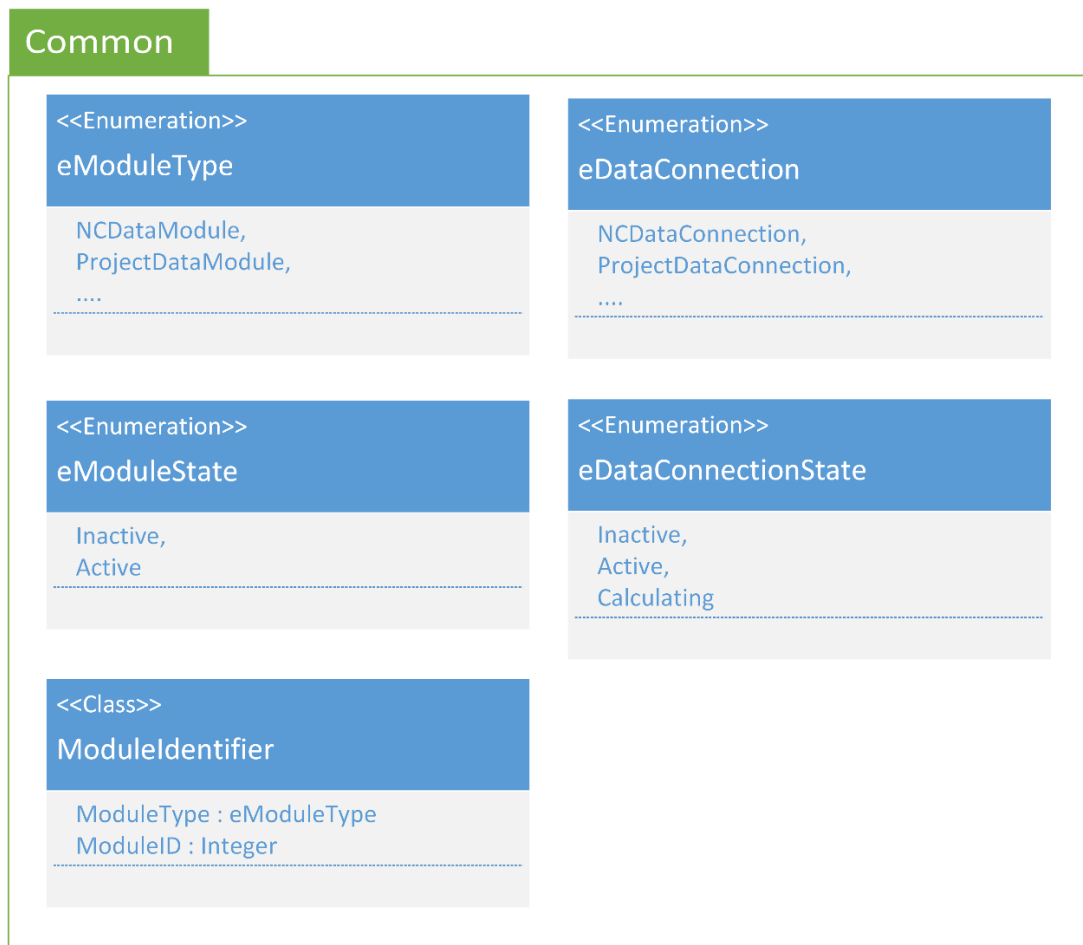 Common
<<Enumeration>>
eModuleType
NCDataModule,
ProjectDataModule,
....
<<Enumeration>>
eDataConnection
NCDataConnection,
ProjectDataConnection,
....
<<Enumeration>>
eModuleState
Inactive,
Active
<<Enumeration>>
eDataConnectionState
Inactive,
Active,
Calculating
<<Class>>
ModuleIdentifier
ModuleType : eModuleType
ModuleID : Integer